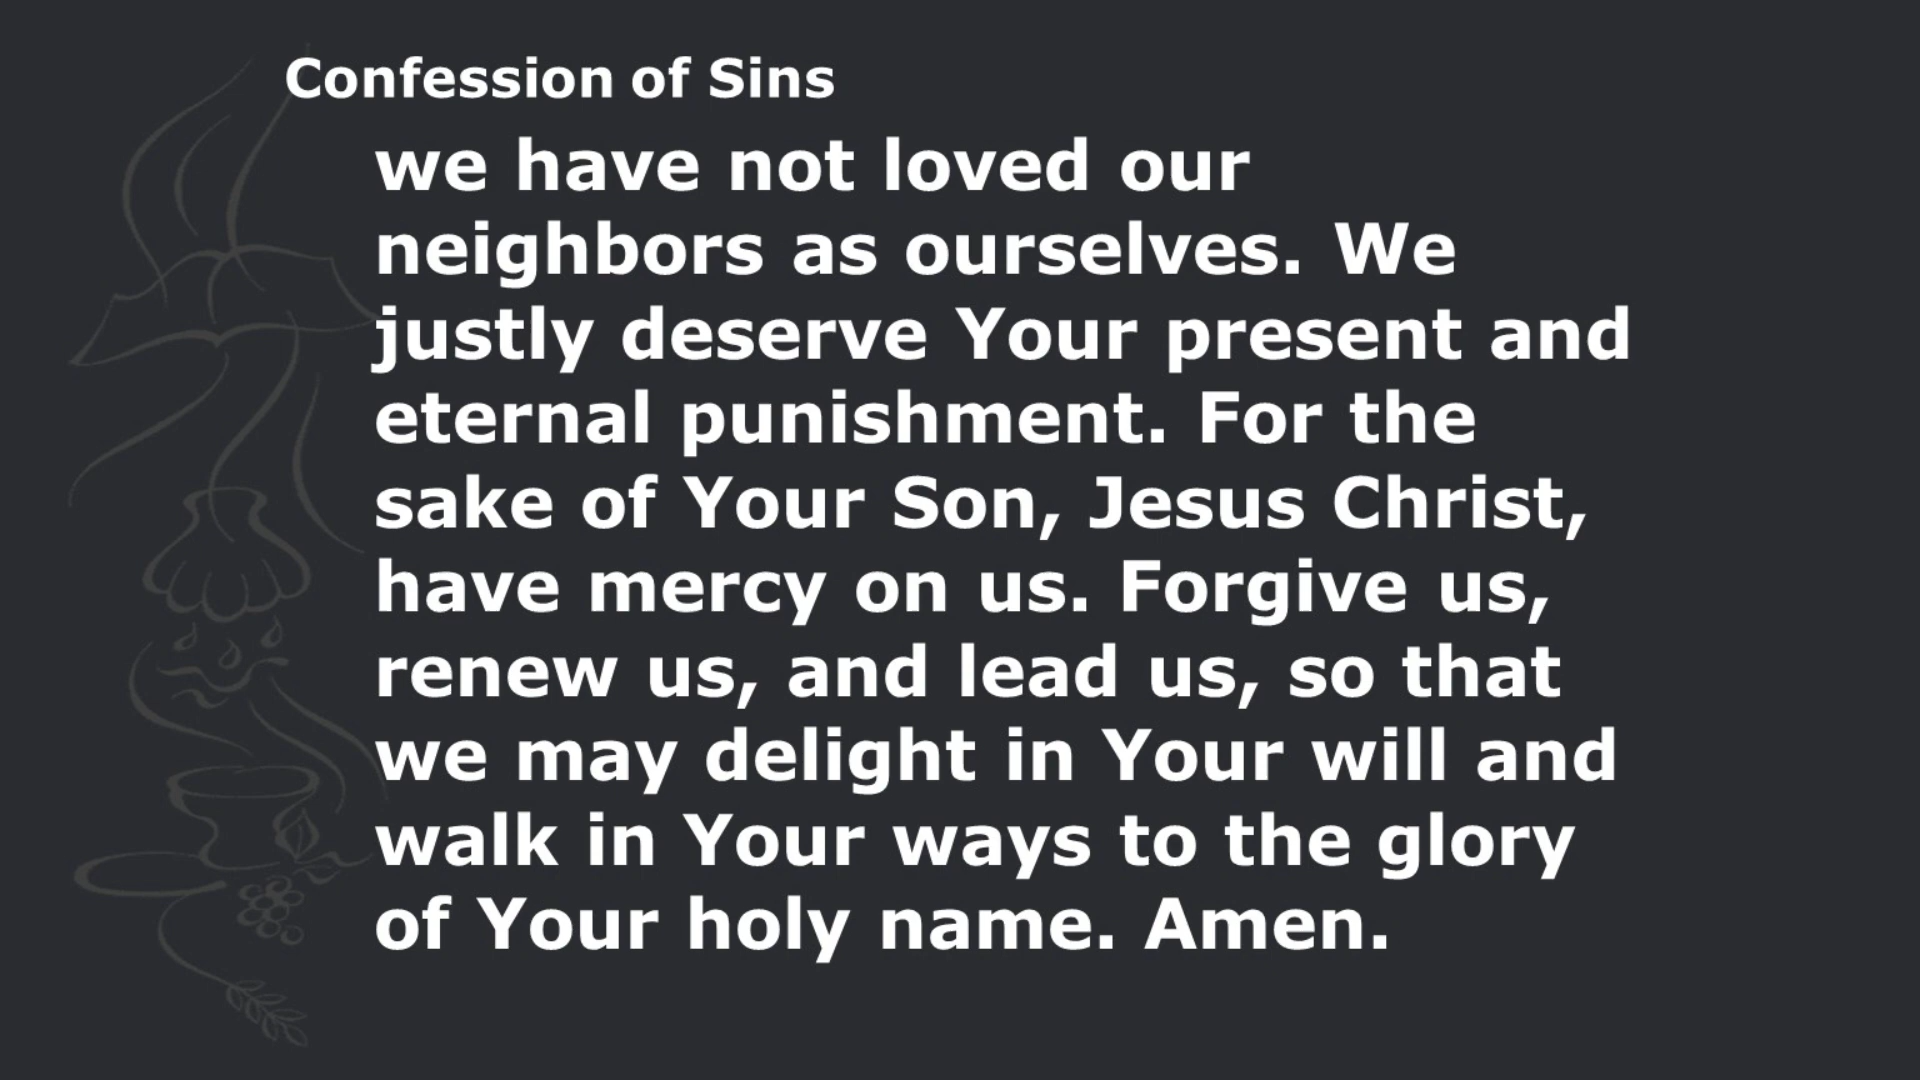 Confession of Sins
we have not loved our
neighbors as ourselves. We
justly deserve Your present and
eternal punishment. For the
sake of Your Son, Jesus Christ,
have mercy on us. Forgive us,
renew us, and lead us, so that
we may delight in Your will and
walk in Your ways to the glory
of Your holy name. Amen.